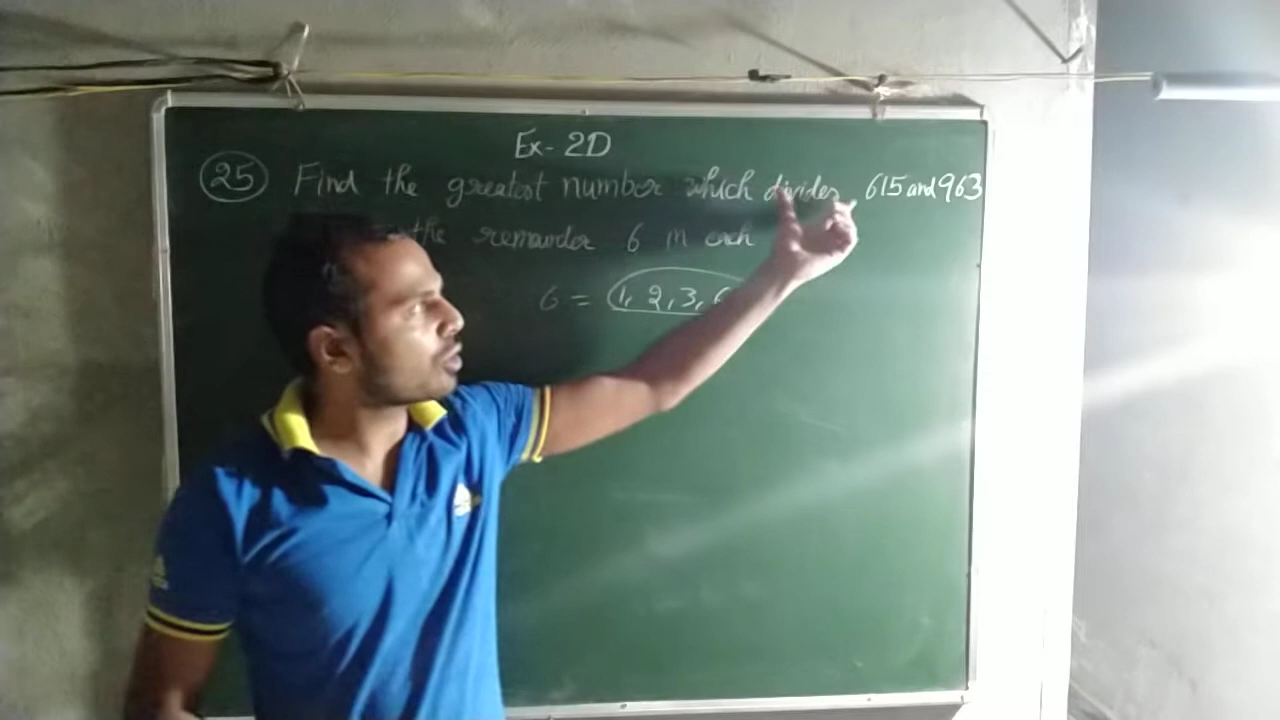 Ex- 2D
25 Find the greatest number which divides 615 and 963
the remainder 6 in each
6 = 1, 2, 3, 6